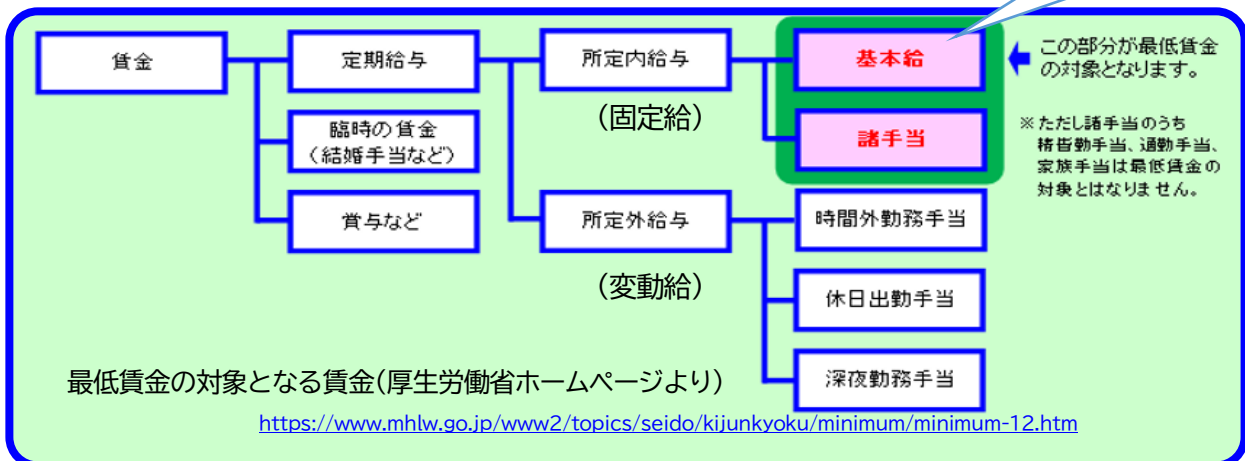 賃金
定期給与
所定内給与
基本給
この部分が最低賃金
の対象となります。
(固定給)
臨時の賃金
(結婚手当など)
諸手当
※ただし諸手当のうち
精皆勤手当、通勤手当、
家族手当は最低賃金の
対象とはなりません。
賞与など
所定外給与
時間外勤務手当
(変動給)
休日出勤手当
深夜勤務手当
最低賃金の対象となる賃金(厚生労働省ホームページより)
https://www.mhlw.go.jp/www2/topics/seido/kijunkyoku/minimum/minimum-12.htm